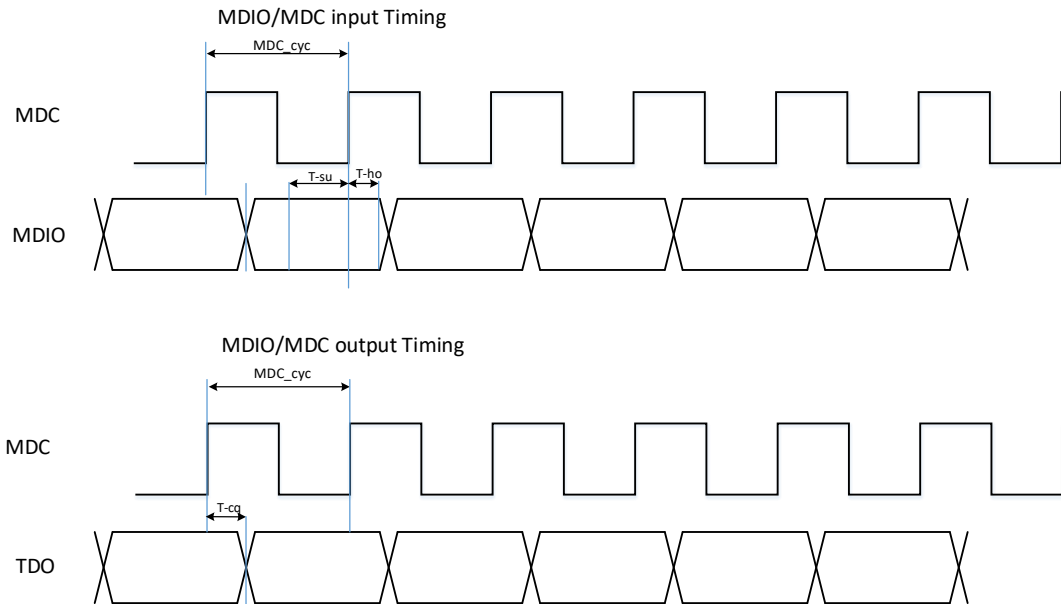 MDIO/MDC input Timing
MDC_cyc
MDC
T-su
T-ho
MDIO
MDIO/MDC output Timing
MDC_cyc
MDC
T-cq
TDO